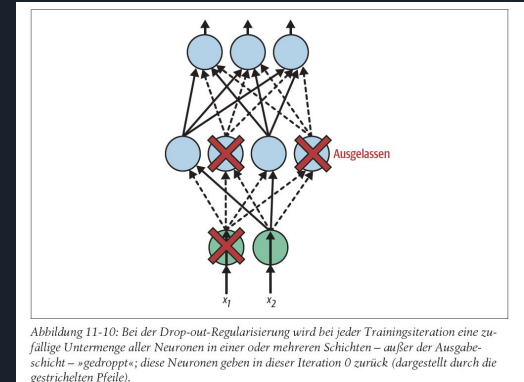 Ausgelassen
x1 x2
Abbildung 11-10: Bei der Drop-out-Regularisierung wird bei jeder Trainingsiteration eine zu-
fällige Untermenge aller Neuronen in einer oder mehreren Schichten – außer der Ausgabe-
schicht – »gedroppt«; diese Neuronen geben in dieser Iteration 0 zurück (dargestellt durch die
gestrichelten Pfeile).